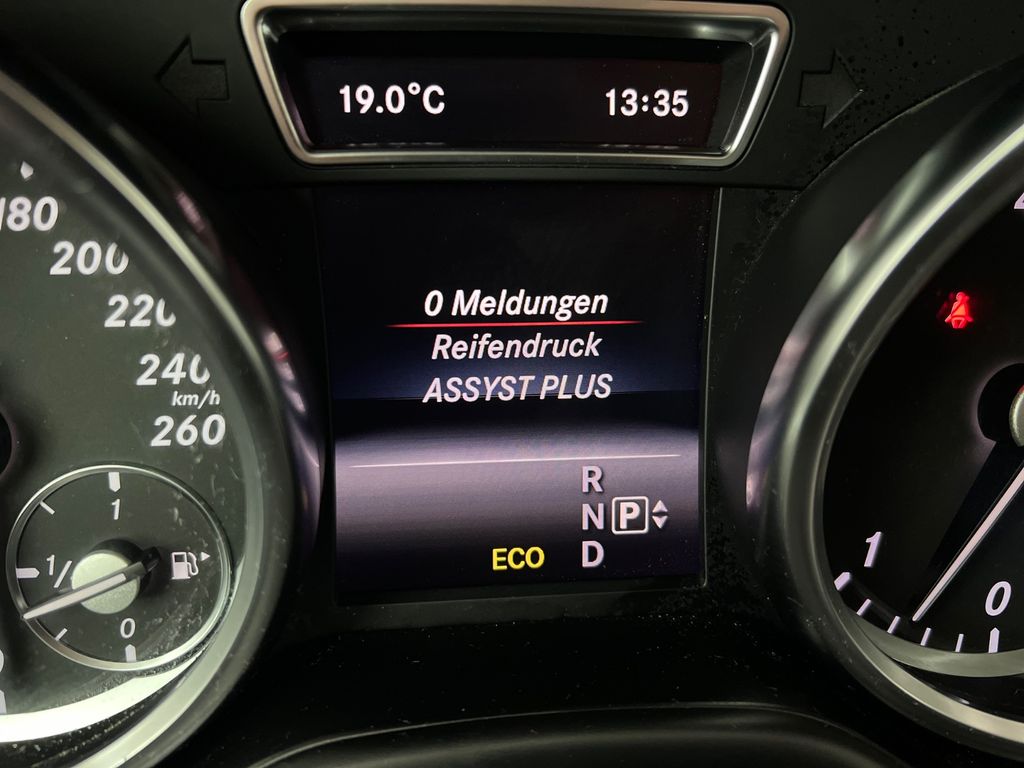 19.0°C 13:35
180
200
220
240
km/h
260
0 Meldungen
Reifendruck
ASSYST PLUS
R
N P
D
ECO
1
1/
0
1
0